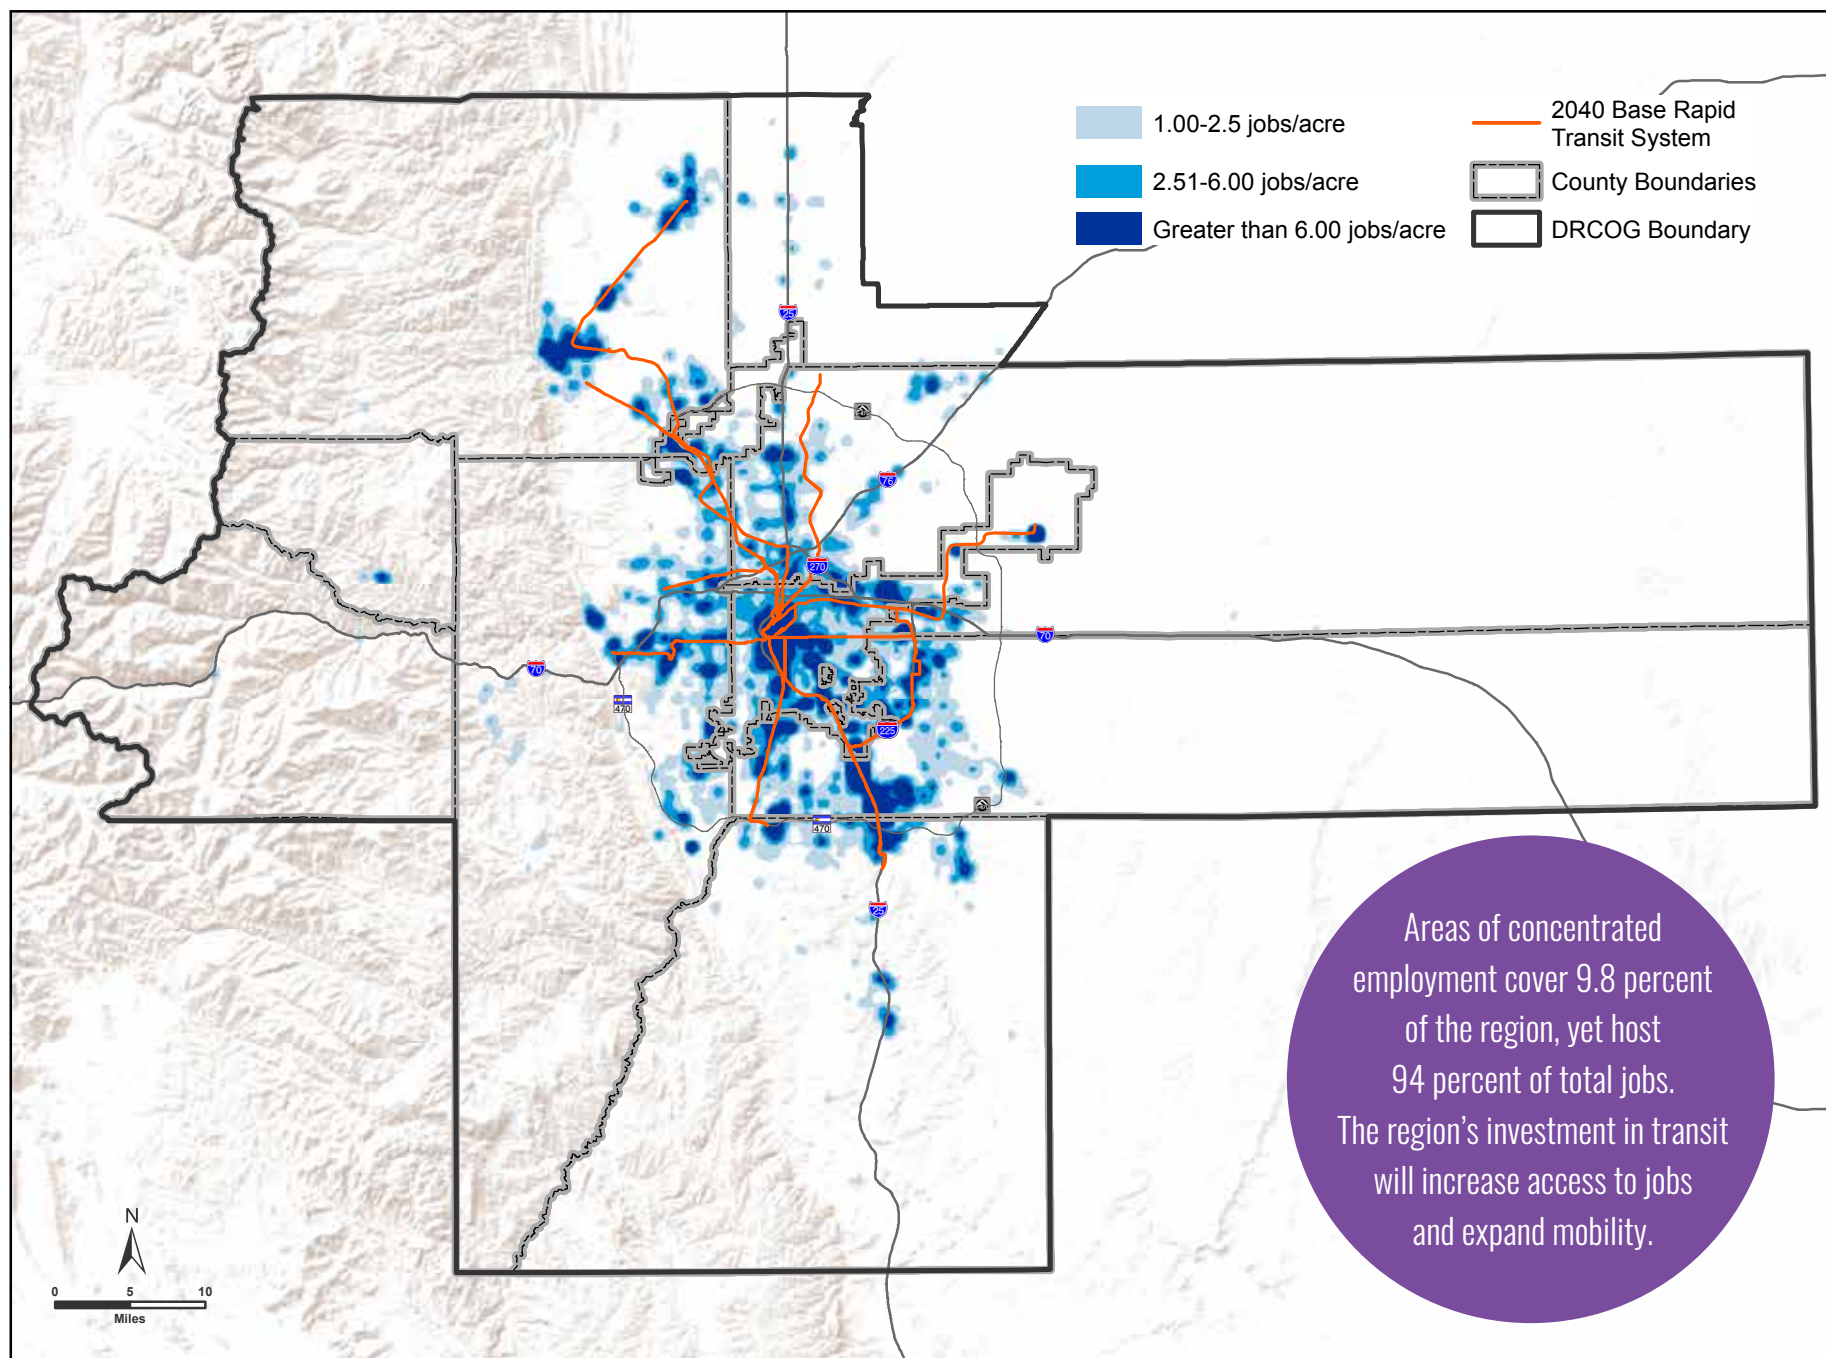 1.00-2.5 jobs/acre
2.51-6.00 jobs/acre
Greater than 6.00 jobs/acre
2040 Base Rapid
Transit System
County Boundaries
DRCOG Boundary
25
76
270
70
70
470
225
470
25
Areas of concentrated
employment cover 9.8 percent
of the region, yet host
94 percent of total jobs.
The region's investment in transit
will increase access to jobs
and expand mobility.
N
0 5 10
Miles